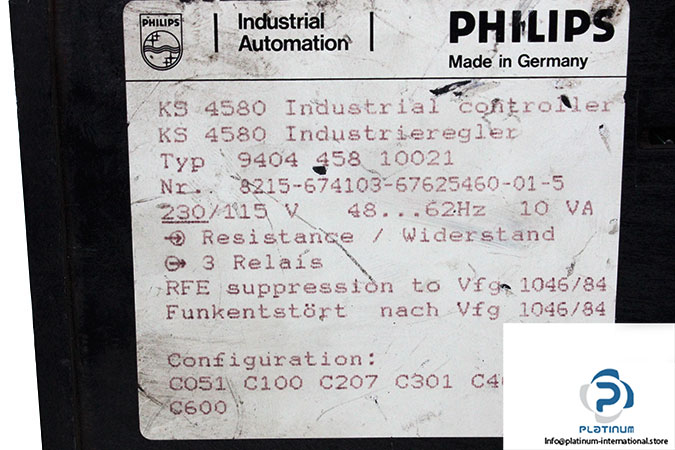 PHILIPS
Industrial
Automation
PHILIPS
Made in Germany
KS 4580 Industrial controller
KS 4580 Industrieregler
Typ 9404 458 10021
Nr. 8215-674103-67625460-01-5
230/115 V 48...62Hz 10 VA
Resistance / Widerstand
3 Relais
RFE suppression to Vfg 1046/84
Funkentstört nach Vfg 1046/84
Configuration:
C051 C100 C207 C301
C600
PLATINUM
Info@platinum-international.store